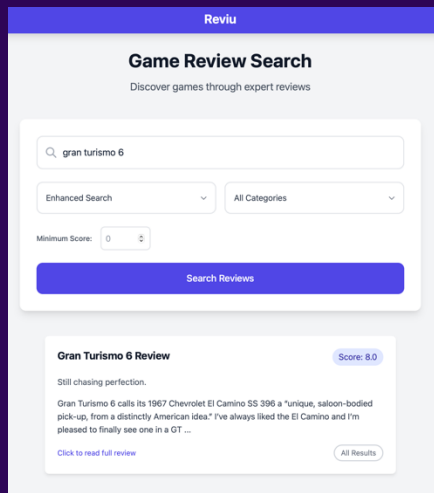 Reviu
Game Review Search
Discover games through expert reviews
gran turismo 6
Enhanced Search
All Categories
Minimum Score:
0
Search Reviews
Gran Turismo 6 Review
Score: 8.0
Still chasing perfection.
Gran Turismo 6 calls its 1967 Chevrolet El Camino SS 396 a “unique, saloon-bodied
pick-up, from a distinctly American idea.” I've always liked the El Camino and I'm
pleased to finally see one in a GT ...
Click to read full review
All Results